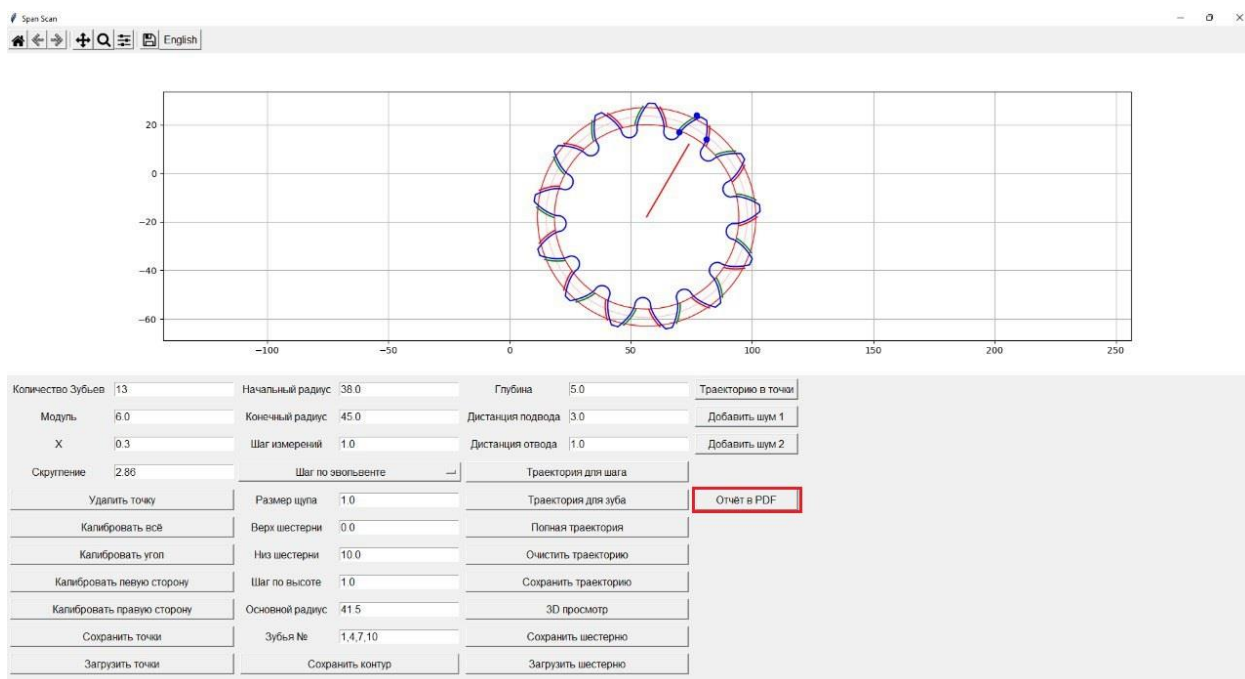 Span Scan
English
20
0
−20
−40
−60
−100 −50 0 50 100 150 200 250
Количество Зубьев 13 Начальный радиус 38.0 Глубина 5.0 Траекторию в точки
Модуль 6.0 Конечный радиус 45.0 Дистанция подвода 3.0 Добавить шум 1
X 0.3 Шаг измерений 1.0 Дистанция отвода 1.0 Добавить шум 2
Скругление 2.86 Шаг по эвольвенте Траектория для шага
Удалить точку Размер щупа 1.0 Траектория для зуба Отчёт в PDF
Калибровать всё Верх шестерни 0.0 Полная траектория
Калибровать угол Низ шестерни 10.0 Очистить траекторию
Калибровать левую сторону Шаг по высоте 1.0 Сохранить траекторию
Калибровать правую сторону Основной радиус 41.5 3D просмотр
Сохранить точки Зубья № 1,4,7,10 Сохранить шестерню
Загрузить точки Сохранить контур Загрузить шестерню